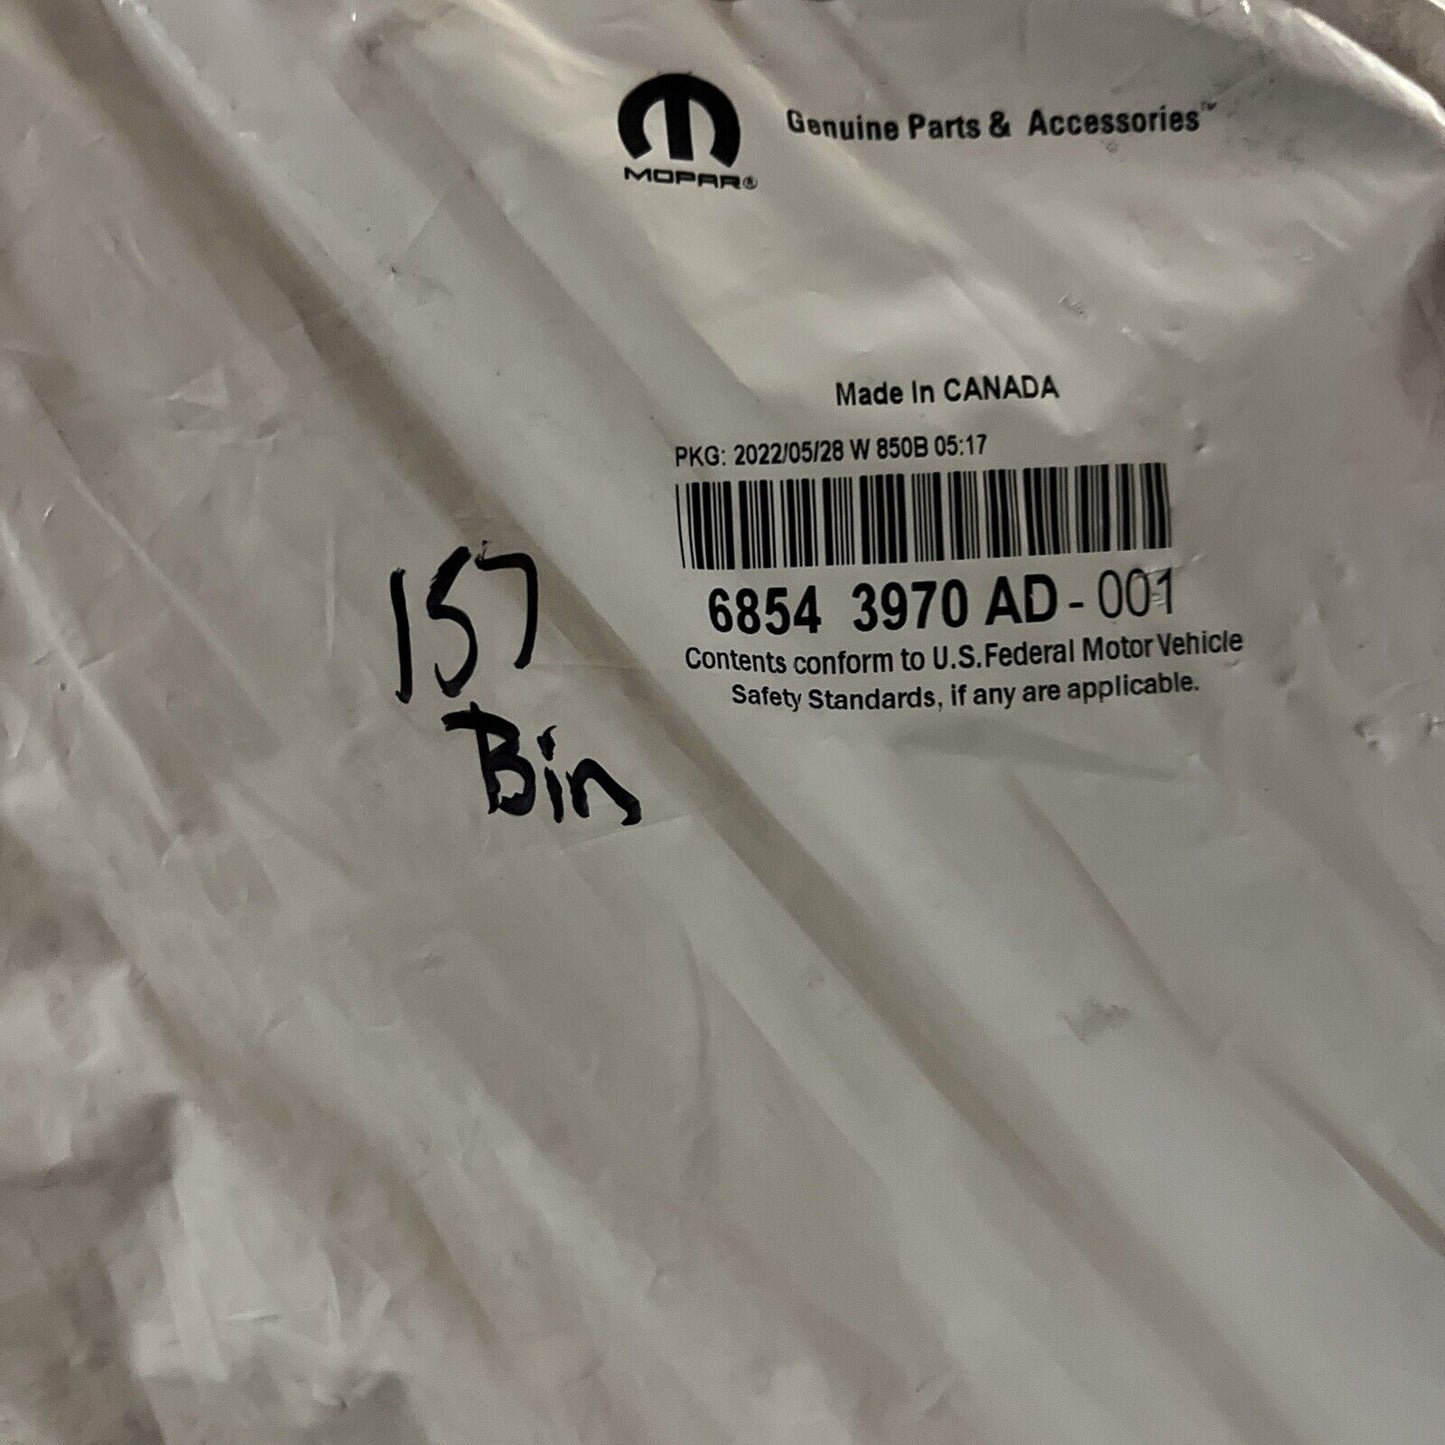 MOPAR®
Genuine Parts & Accessories™
Made In CANADA
PKG: 2022/05/28 W 850B 05:17
6854 3970 AD - 001
Contents conform to U.S. Federal Motor Vehicle
Safety Standards, if any are applicable.
157
Bin